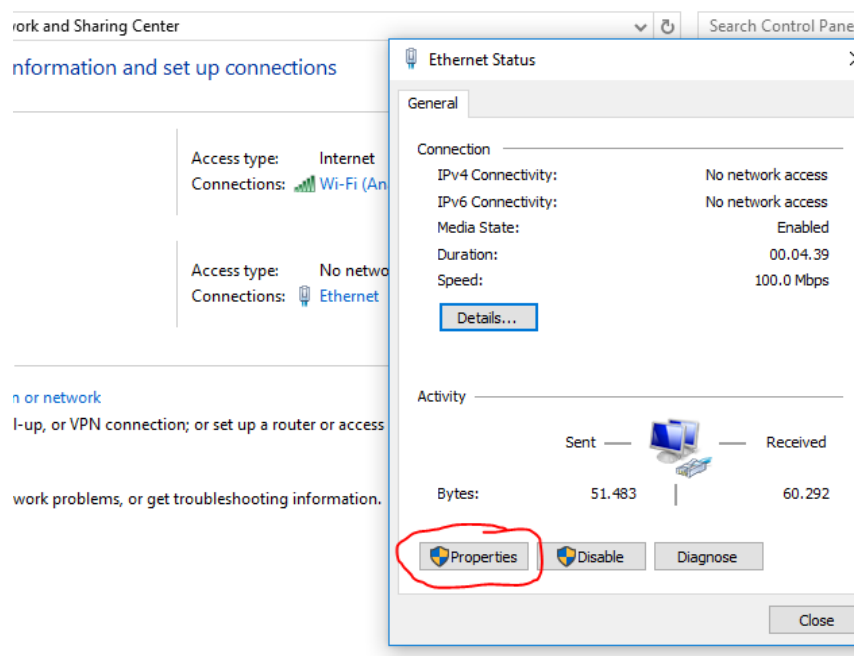 ork and Sharing Center
Search Control Pane
nformation and set up connections
Ethernet Status
General
Connection
IPv4 Connectivity: No network access
IPv6 Connectivity: No network access
Media State: Enabled
Duration: 00.04.39
Speed: 100.0 Mbps
Details...
Access type: Internet
Connections: Wi-Fi (An
Access type: No netwo
Connections: Ethernet
n or network
l-up, or VPN connection; or set up a router or access
work problems, or get troubleshooting information.
Activity
Sent Received
Bytes: 51.483 60.292
Properties Disable Diagnose
Close